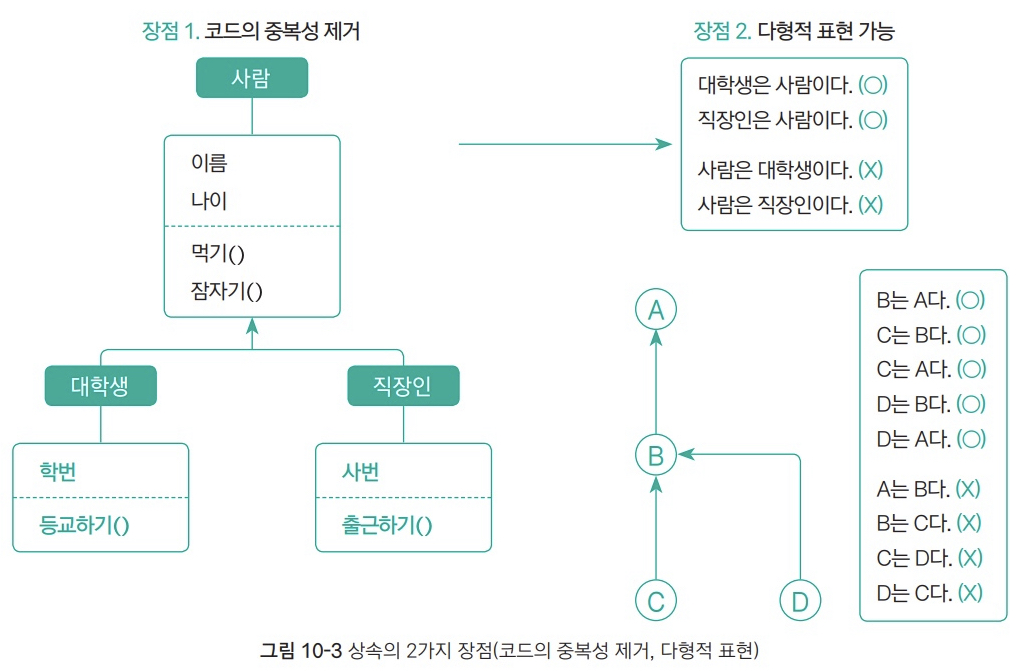 장점 1. 코드의 중복성 제거
사람
이름
나이
먹기()
잠자기()
대학생
학번
등교하기()
직장인
사번
출근하기()
장점 2. 다형적 표현 가능
대학생은 사람이다. (○)
직장인은 사람이다. (○)
사람은 대학생이다. (X)
사람은 직장인이다. (X)
A
B
C
D
B는 A다. (○)
C는 B다. (○)
C는 A다. (○)
D는 B다. (○)
D는 A다. (○)
A는 B다. (X)
B는 C다. (X)
C는 D다. (X)
D는 C다. (X)
그림 10-3 상속의 2가지 장점(코드의 중복성 제거, 다형적 표현)